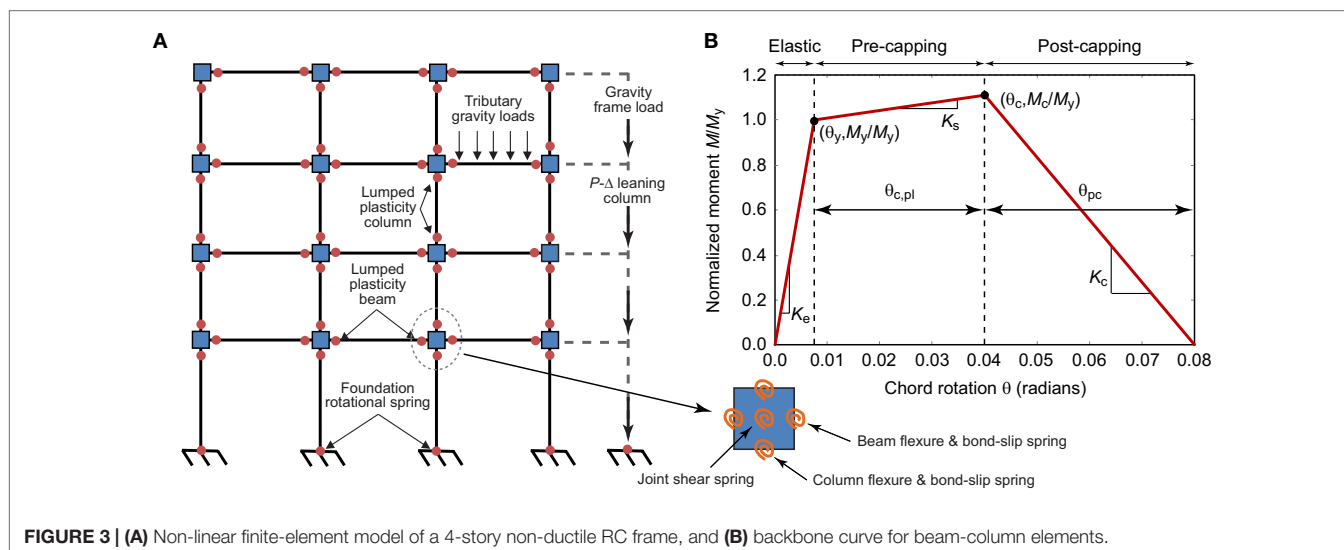 A
Gravity
frame load
Tributary
gravity loads
P-Δ leaning
column
Lumped
plasticity
column
Lumped
plasticity
beam
Foundation
rotational spring
Joint shear spring
Beam flexure & bond-slip spring
Column flexure & bond-slip spring
B
Elastic Pre-capping Post-capping
Normalized moment M/My
1.2
1.0
0.8
0.6
0.4
0.2
0.0
0.0 0.01 0.02 0.03 0.04 0.05 0.06 0.07 0.08
Chord rotation θ (radians)
(θy,My/My)
(θc,Mc/My)
Ks
θc,pl
θpc
Ke
Kc
FIGURE 3 | (A) Non-linear finite-element model of a 4-story non-ductile RC frame, and (B) backbone curve for beam-column elements.